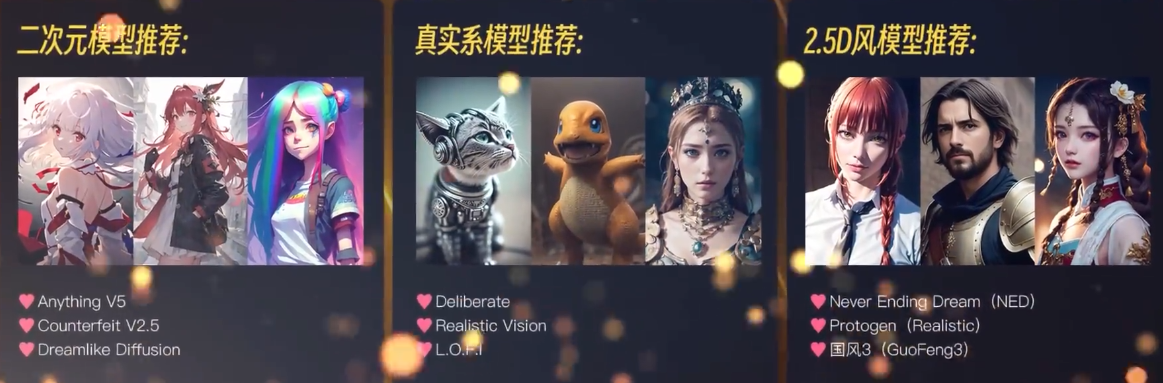 二次元模型推荐:
Anything V5
Counterfeit V2.5
Dreamlike Diffusion
真实系模型推荐:
Deliberate
Realistic Vision
L.O.F.I
2.5D风模型推荐:
Never Ending Dream（NED）
Protogen（Realistic）
国风3（GuoFeng3）